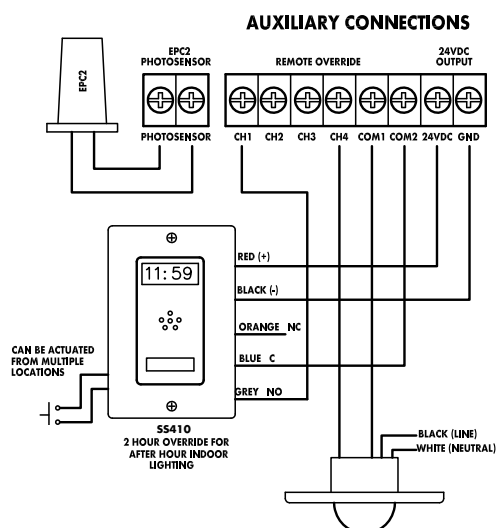 AUXILIARY CONNECTIONS
EPC2
PHOTOSENSOR
REMOTE OVERRIDE
24VDC
OUTPUT
EPC2
PHOTOSENSOR
CH1 CH2 CH3 CH4 COM1 COM2 24VDC GND
RED (+)
11:59
BLACK (-)
ORANGE NC
CAN BE ACTUATED
FROM MULTIPLE
LOCATIONS
BLUE C
GREY NO
SS410
2 HOUR OVERRIDE FOR
AFTER HOUR INDOOR
LIGHTING
BLACK (LINE)
WHITE (NEUTRAL)